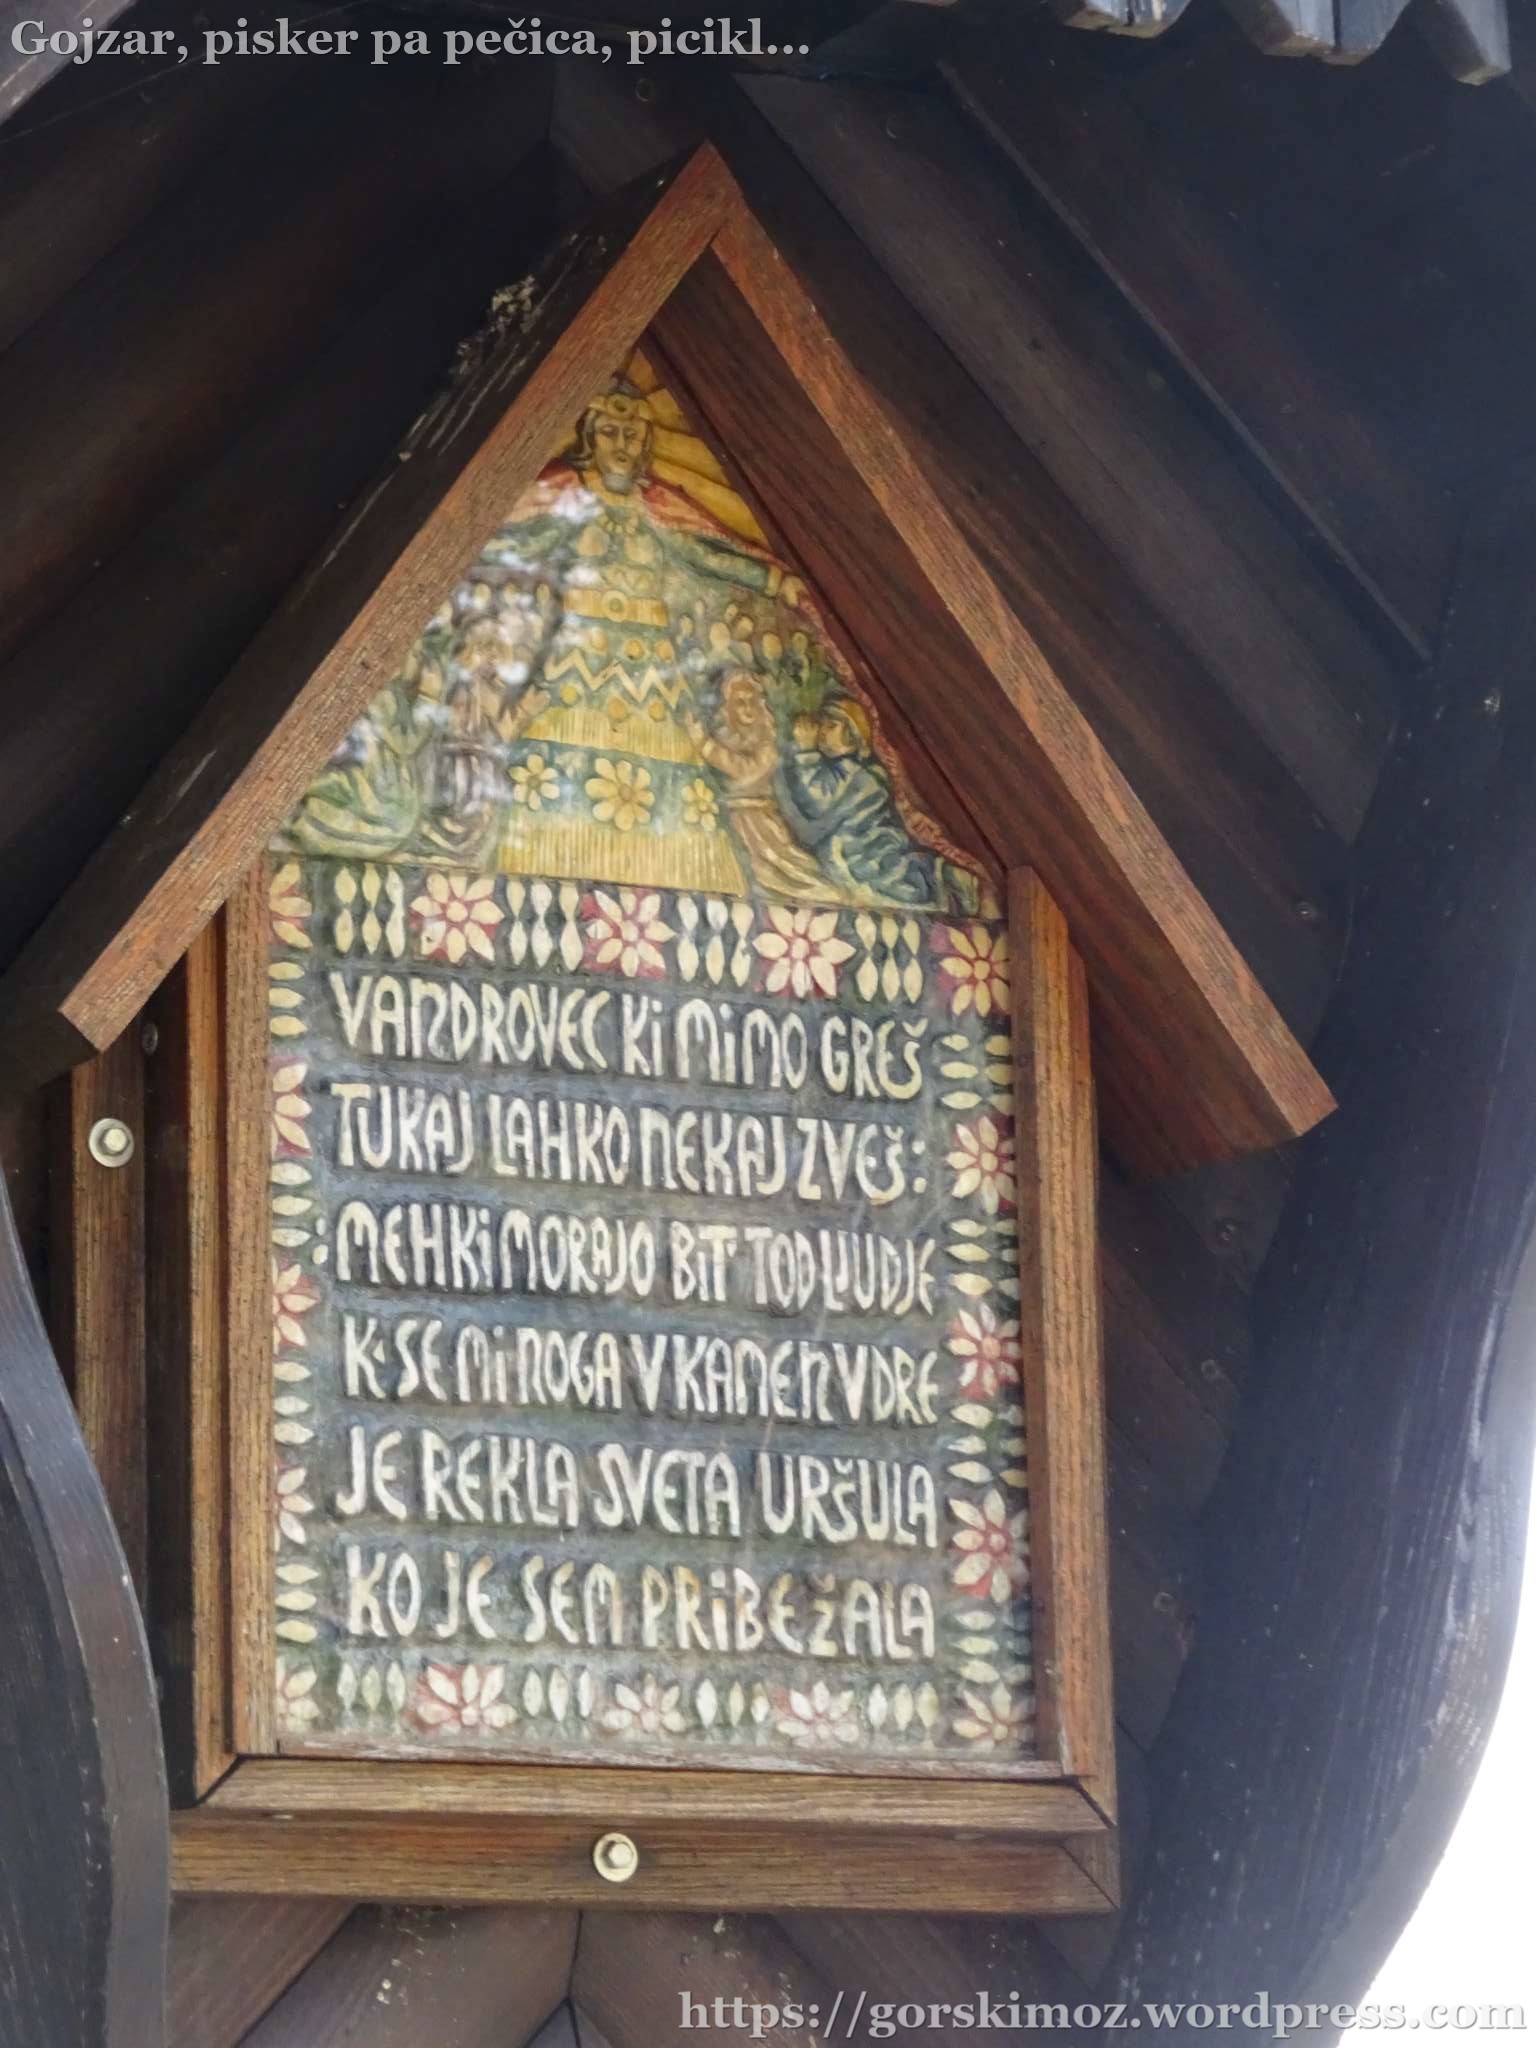 Gojzar, pisker pa pečica, picikl...
VANDROVEC KI MIMO GREŠ
TUKAJ LAHKO NEKAJ ZVEŠ:
:MEHKI MORAJO BIT' TOD LJUDJE
K' SE MI NOGA V KAMEN VDRE
JE REKLA SVETA URŠULA
KO JE SEM PRIBEŽALA
https://gorskimoz.wordpress.com